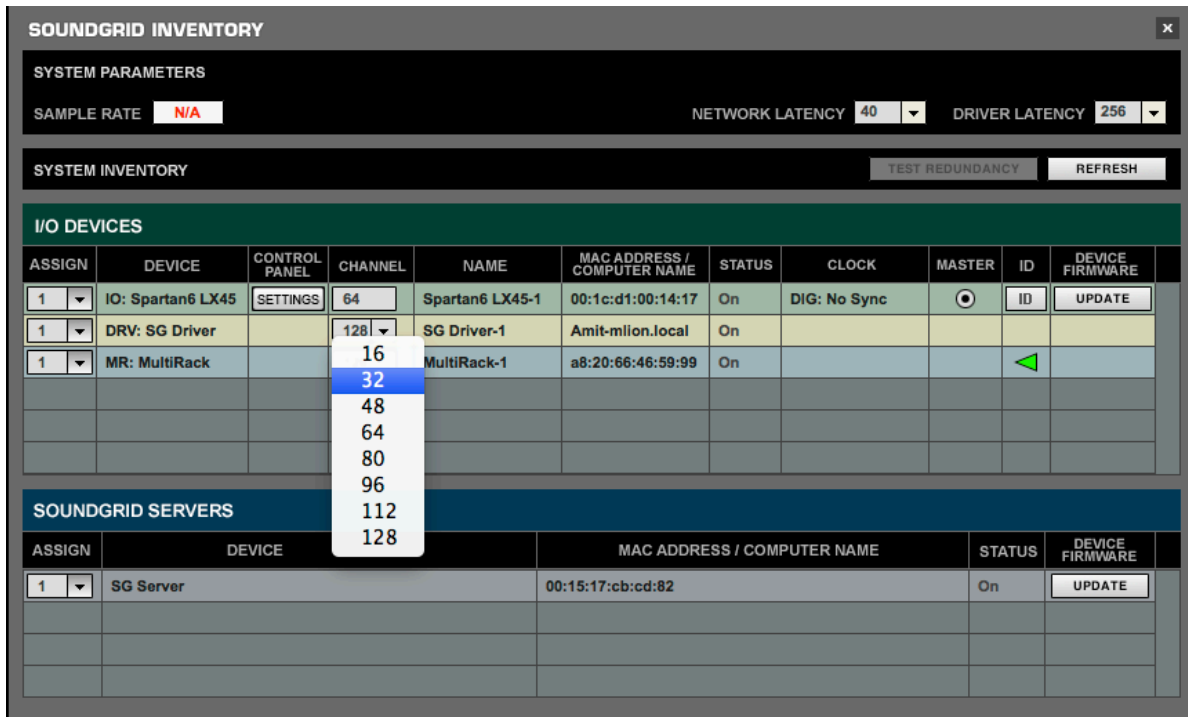 SOUNDGRID INVENTORY x
SYSTEM PARAMETERS
SAMPLE RATE N/A NETWORK LATENCY 40 DRIVER LATENCY 256
SYSTEM INVENTORY TEST REDUNDANCY REFRESH
I/O DEVICES
ASSIGN DEVICE CONTROL PANEL CHANNEL NAME MAC ADDRESS / COMPUTER NAME STATUS CLOCK MASTER ID DEVICE FIRMWARE
1 IO: Spartan6 LX45 SETTINGS 64 Spartan6 LX45-1 00:1c:d1:00:14:17 On DIG: No Sync ID UPDATE
1 DRV: SG Driver 128 SG Driver-1 Amit-mlion.local On
1 MR: MultiRack MultiRack-1 a8:20:66:46:59:99 On
16
32
48
64
80
96
112
128
SOUNDGRID SERVERS
ASSIGN DEVICE MAC ADDRESS / COMPUTER NAME STATUS DEVICE FIRMWARE
1 SG Server 00:15:17:cb:cd:82 On UPDATE